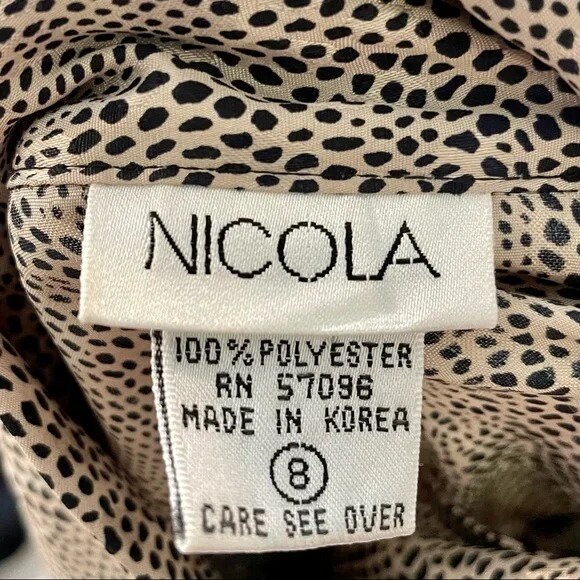 NICOLA
100% POLYESTER
RN 57096
MADE IN KOREA
8
CARE SEE OVER